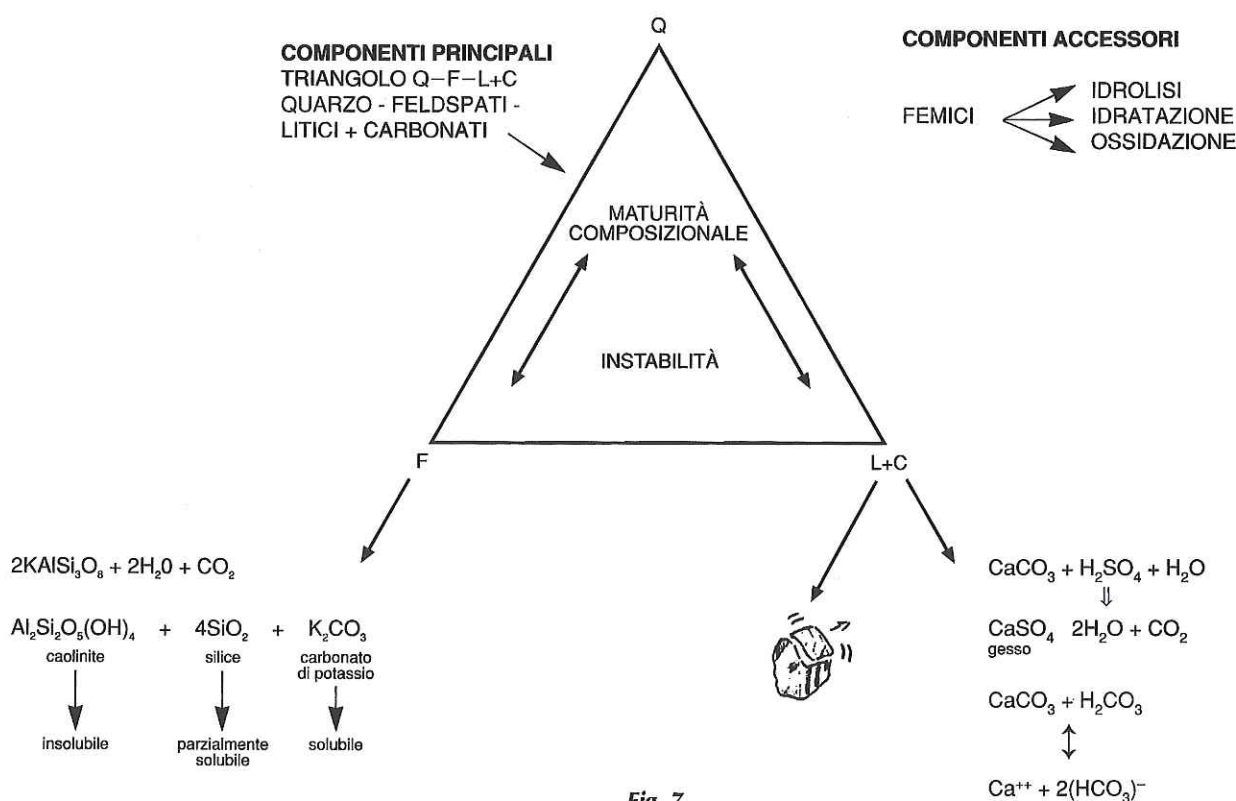 Q
COMPONENTI PRINCIPALI
TRIANGOLO Q–F–L+C
QUARZO - FELDSPATI -
LITICI + CARBONATI
COMPONENTI ACCESSORI
FEMICI
IDROLISI
IDRATAZIONE
OSSIDAZIONE
MATURITÀ
COMPOSIZIONALE
INSTABILITÀ
F
L+C
2KAlSi₃O₈ + 2H₂0 + CO₂
Al₂Si₂O₅(OH)₄ + 4SiO₂ + K₂CO₃
caolinite silice carbonato
di potassio
insolubile parzialmente solubile
solubile
CaCO₃ + H₂SO₄ + H₂O
⇓
CaSO₄ 2H₂O + CO₂
gesso
CaCO₃ + H₂CO₃
↕
Ca⁺⁺ + 2(HCO₃)⁻
Fig. 7